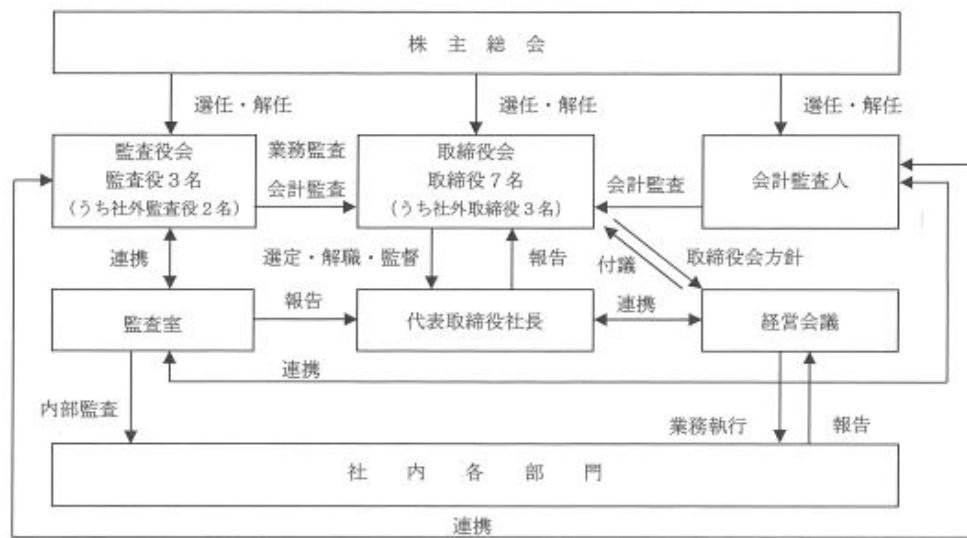 株主総会
選任・解任
選任・解任
選任・解任
監査役会
監査役3名
(うち社外監査役2名)
業務監査
会計監査
取締役会
取締役7名
(うち社外取締役3名)
会計監査
会計監査人
連携
選定・解職・監督
報告
付議
取締役会方針
監査室
報告
代表取締役社長
連携
経営会議
連携
内部監査
業務執行
報告
社内各部門
連携